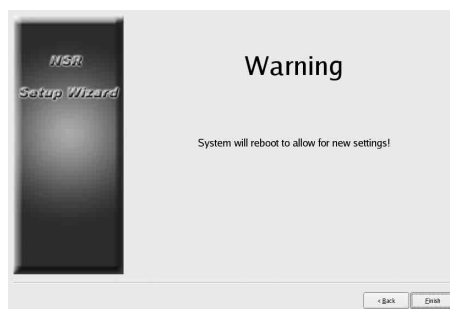 NSR
Setup Wizard
Warning
System will reboot to allow for new settings!
< Back
Finish